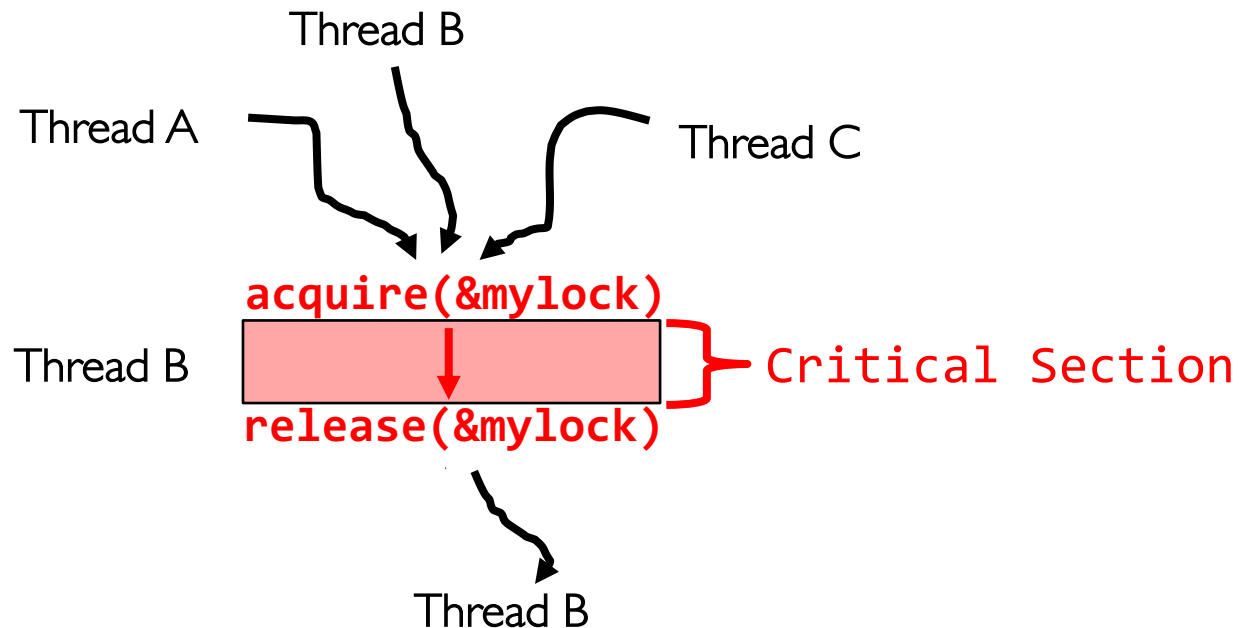 Thread B
Thread A
Thread C
acquire(&mylock)
Thread B
Critical Section
release(&mylock)
Thread B